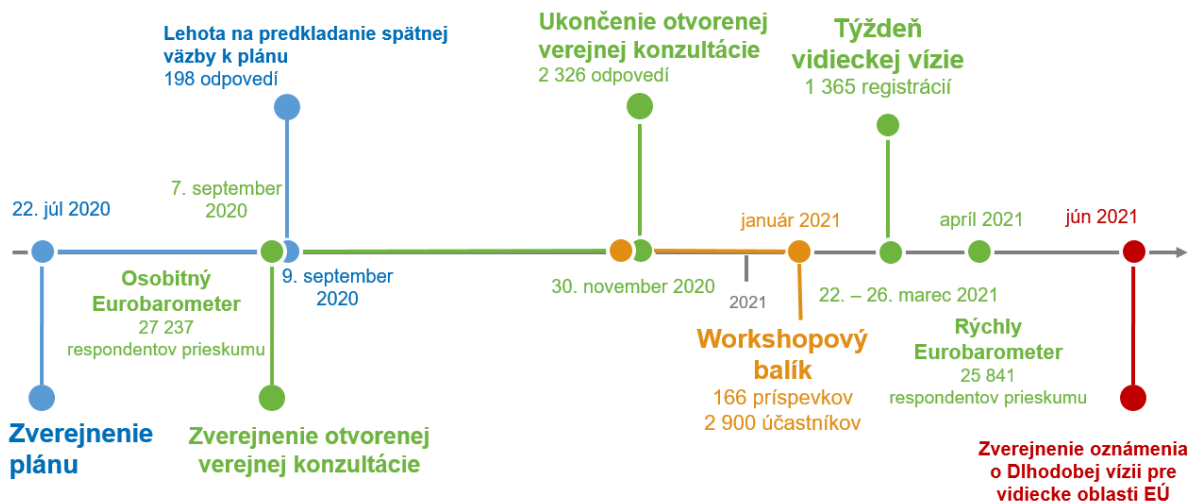 Lehota na predkladanie spätnej
väzby k plánu
198 odpovedí
Ukončenie otvorenej
verejnej konzultácie
2 326 odpovedí
Týždeň
vidieckej vízie
1 365 registrácií
22. júl 2020
7. september
2020
január 2021
apríl 2021
jún 2021
Osobitný
Eurobarometer
27 237
respondentov prieskumu
9. september
2020
30. november 2020
2021
22. – 26. marec 2021
Workshopový
balík
166 príspevkov
2 900 účastníkov
Rýchly
Eurobarometer
25 841
respondentov prieskumu
Zverejnenie
plánu
Zverejnenie otvorenej
verejnej konzultácie
Zverejnenie oznámenia
o Dlhodobej vízii pre
vidiecke oblasti EÚ